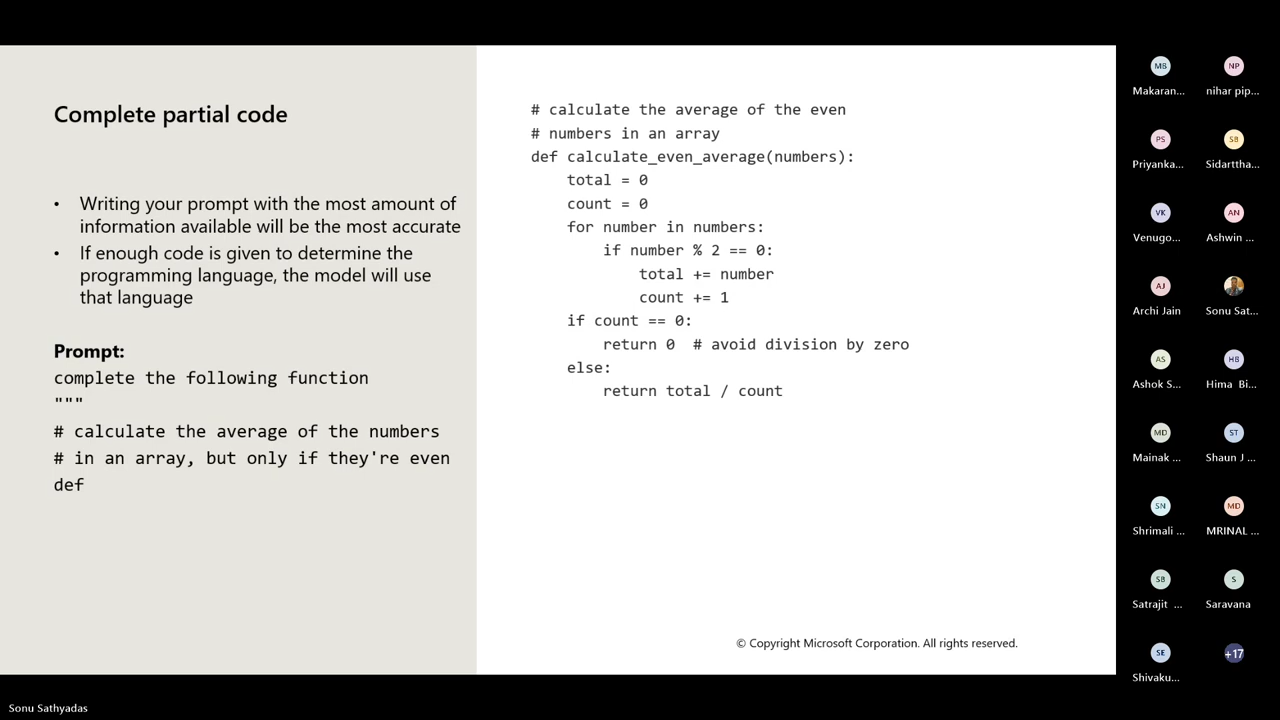 Complete partial code
• Writing your prompt with the most amount of
information available will be the most accurate
• If enough code is given to determine the
programming language, the model will use
that language
Prompt:
complete the following function
"""
# calculate the average of the numbers
# in an array, but only if they're even
def
# calculate the average of the even
# numbers in an array
def calculate_even_average(numbers):
    total = 0
    count = 0
    for number in numbers:
        if number % 2 == 0:
            total += number
            count += 1
    if count == 0:
        return 0  # avoid division by zero
    else:
        return total / count
© Copyright Microsoft Corporation. All rights reserved.
MB NP
Makaran... nihar pip...
PS SB
Priyanka... Sidarttha...
VK AN
Venugo... Ashwin ...
AJ
Archi Jain Sonu Sat...
AS HB
Ashok S... Hima Bi...
MD ST
Mainak ... Shaun J ...
SN MD
Shrimali ... MRINAL ...
SB S
Satrajit ... Saravana
SE +17
Shivaku...
Sonu Sathyadas